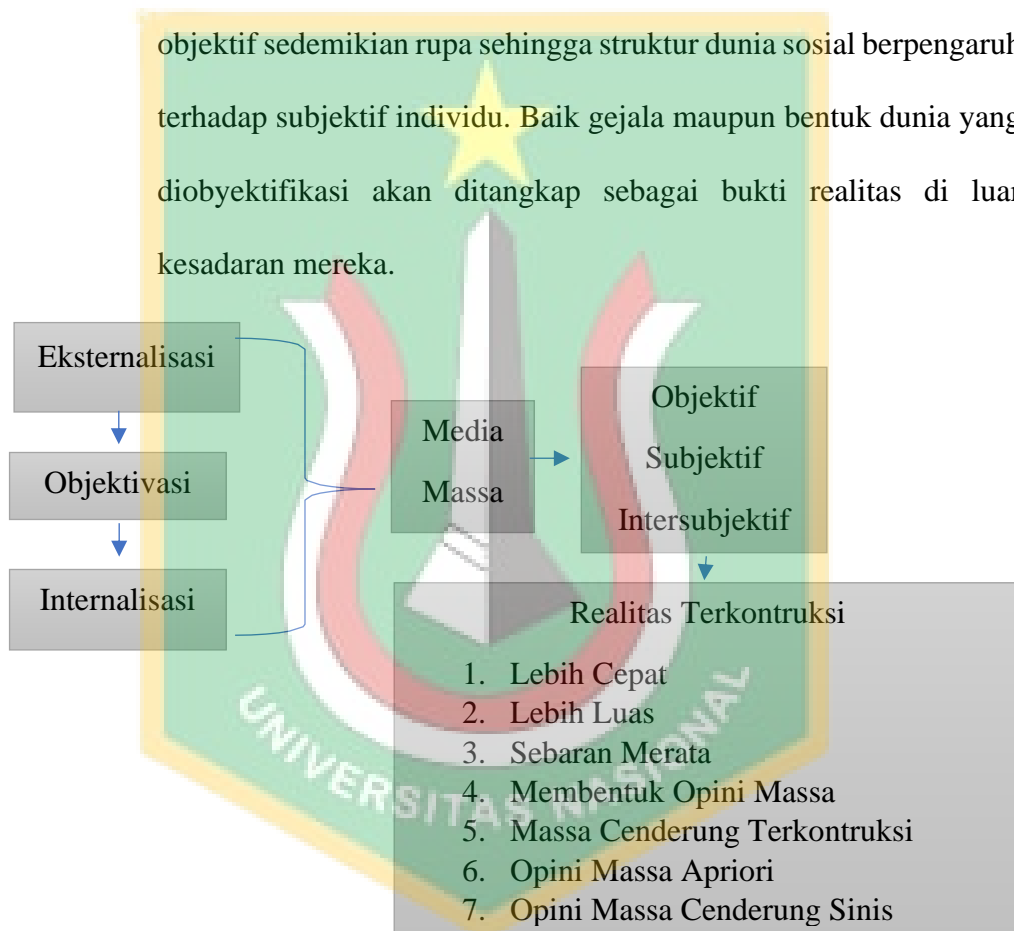 objektif sedemikian rupa sehingga struktur dunia sosial berpengaruh
terhadap subjektif individu. Baik gejala maupun bentuk dunia yang
diobyektifikasi akan ditangkap sebagai bukti realitas di luar
kesadaran mereka.
Eksternalisasi
Objektivasi
Internalisasi
Media
Massa
Objektif
Subjektif
Intersubjektif
Realitas Terkontruksi
1. Lebih Cepat
2. Lebih Luas
3. Sebaran Merata
4. Membentuk Opini Massa
5. Massa Cenderung Terkontruksi
6. Opini Massa Apriori
7. Opini Massa Cenderung Sinis
UNIVERSITAS NASIONAL